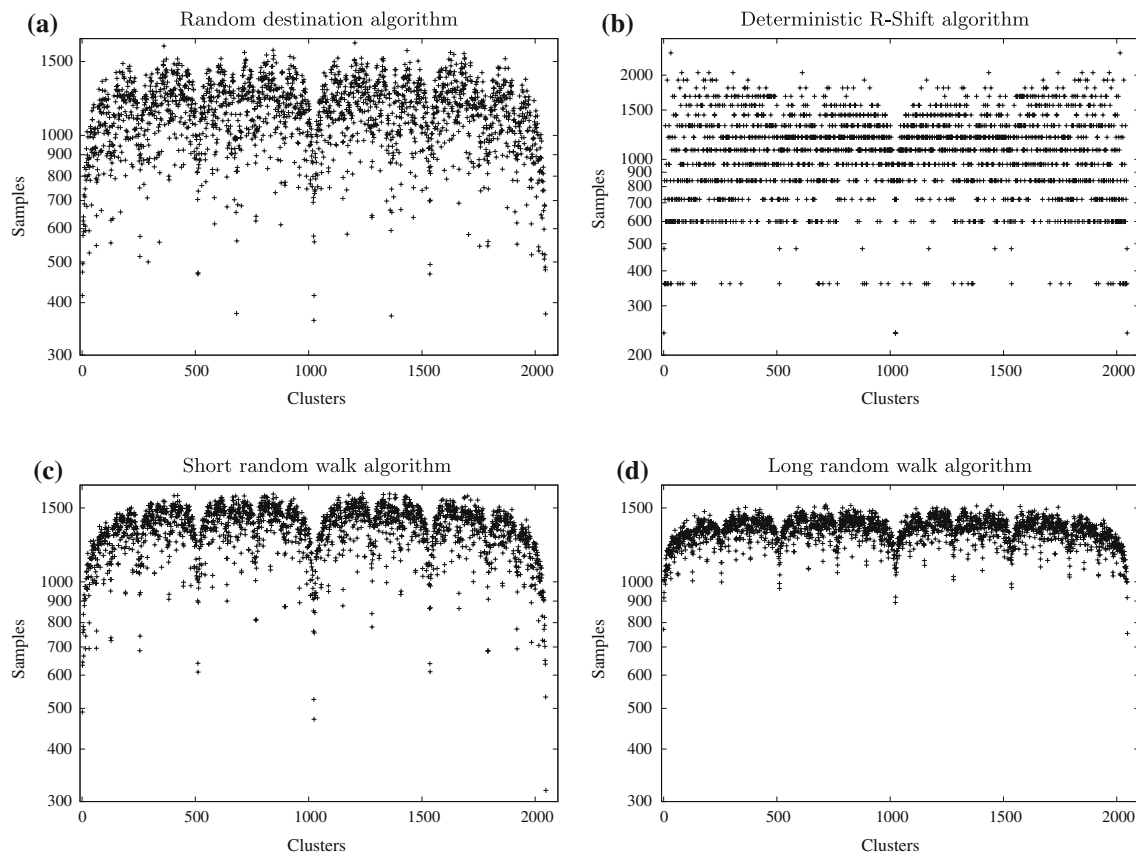 (a) Random destination algorithm
1500
1000
900
800
700
600
500
400
300
Samples
0 500 1000 1500 2000
Clusters
(b) Deterministic R-Shift algorithm
2000
1500
1000
900
800
700
600
500
400
300
200
Samples
0 500 1000 1500 2000
Clusters
(c) Short random walk algorithm
1500
1000
900
800
700
600
500
400
300
Samples
0 500 1000 1500 2000
Clusters
(d) Long random walk algorithm
1500
1000
900
800
700
600
500
400
300
Samples
0 500 1000 1500 2000
Clusters